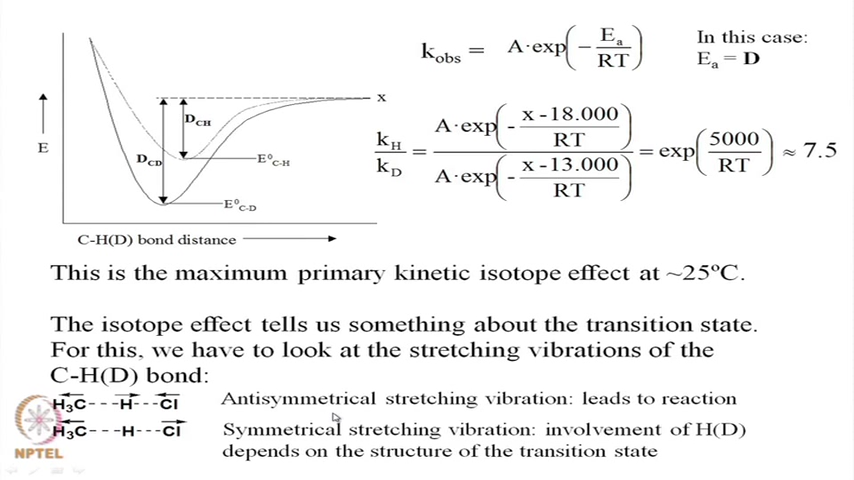 k_obs = A·exp(- E_a/RT)
In this case:
E_a = D
k_H/k_D = A·exp(- x -18.000/RT) / A·exp(- x -13.000/RT) = exp(5000/RT) ≈ 7.5
x
D_CH
D_CD
E⁰_C-H
E⁰_C-D
E
C-H(D) bond distance
This is the maximum primary kinetic isotope effect at ~25°C.
The isotope effect tells us something about the transition state.
For this, we have to look at the stretching vibrations of the
C-H(D) bond:
H₃C---H---Cl Antisymmetrical stretching vibration: leads to reaction
H₃C---H---Cl Symmetrical stretching vibration: involvement of H(D)
depends on the structure of the transition state
NPTEL